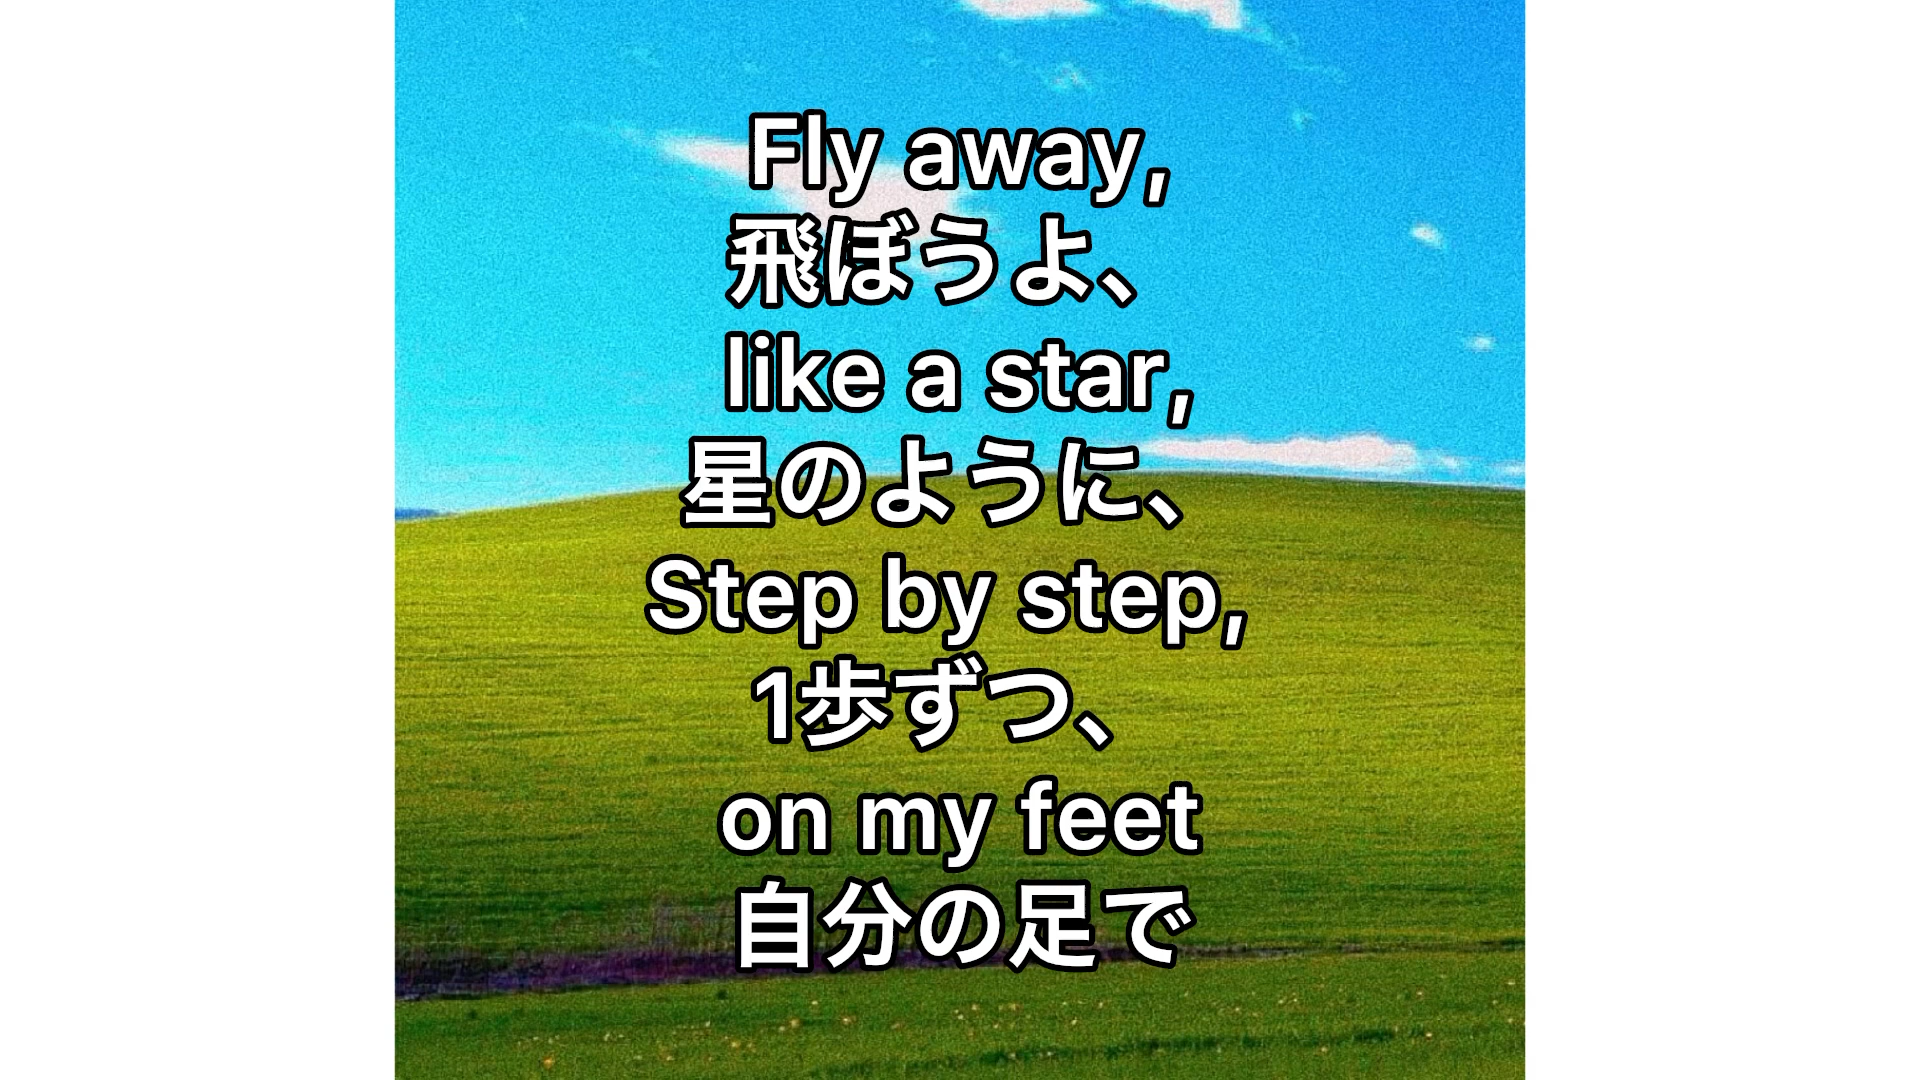 Fly away,
飛ぼうよ、
like a star,
星のように、
Step by step,
1歩ずつ、
on my feet
自分の足で